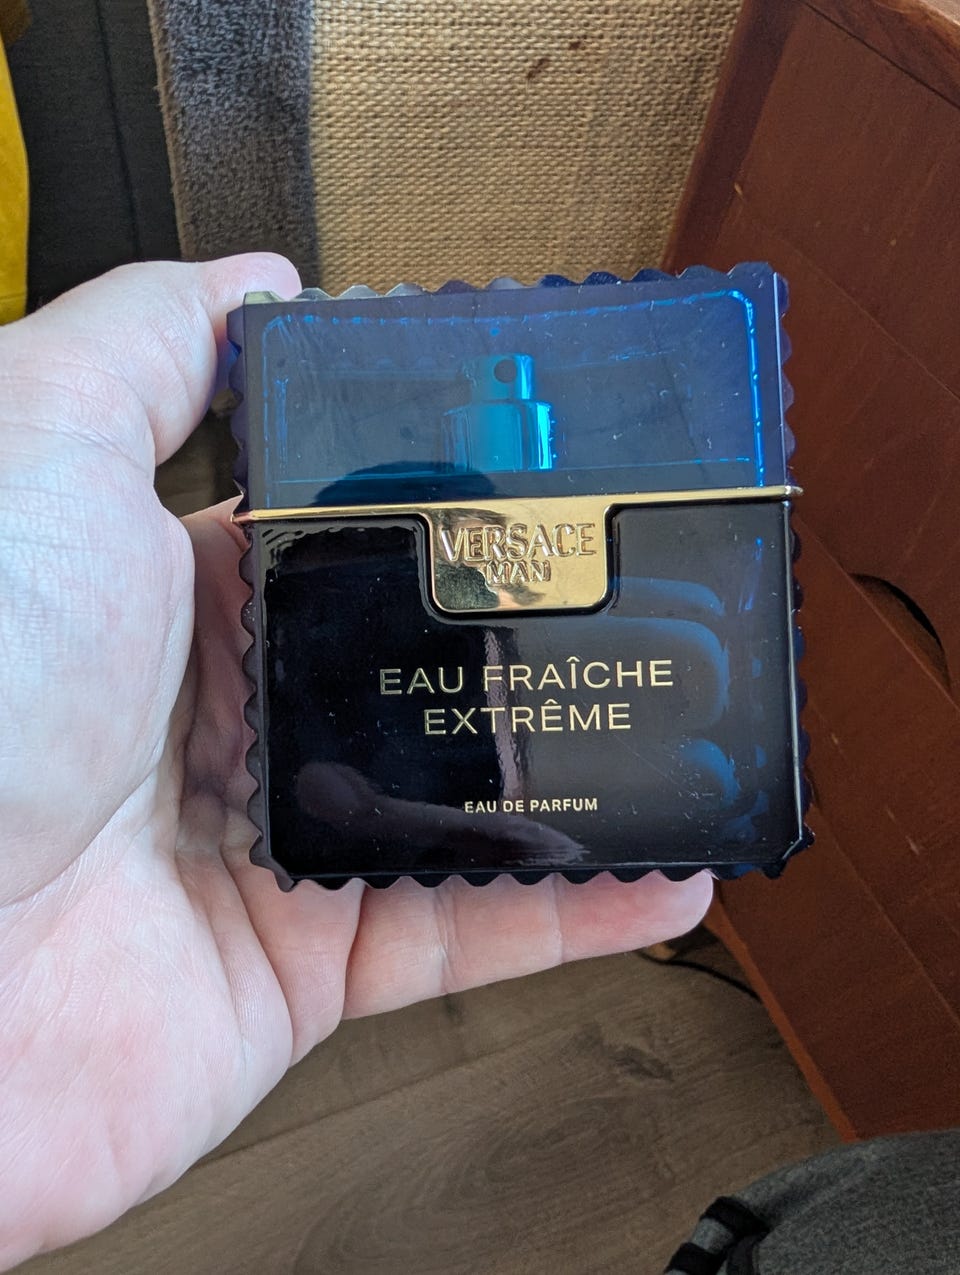 VERSACE
MAN
EAU FRAÎCHE
EXTRÊME
EAU DE PARFUM